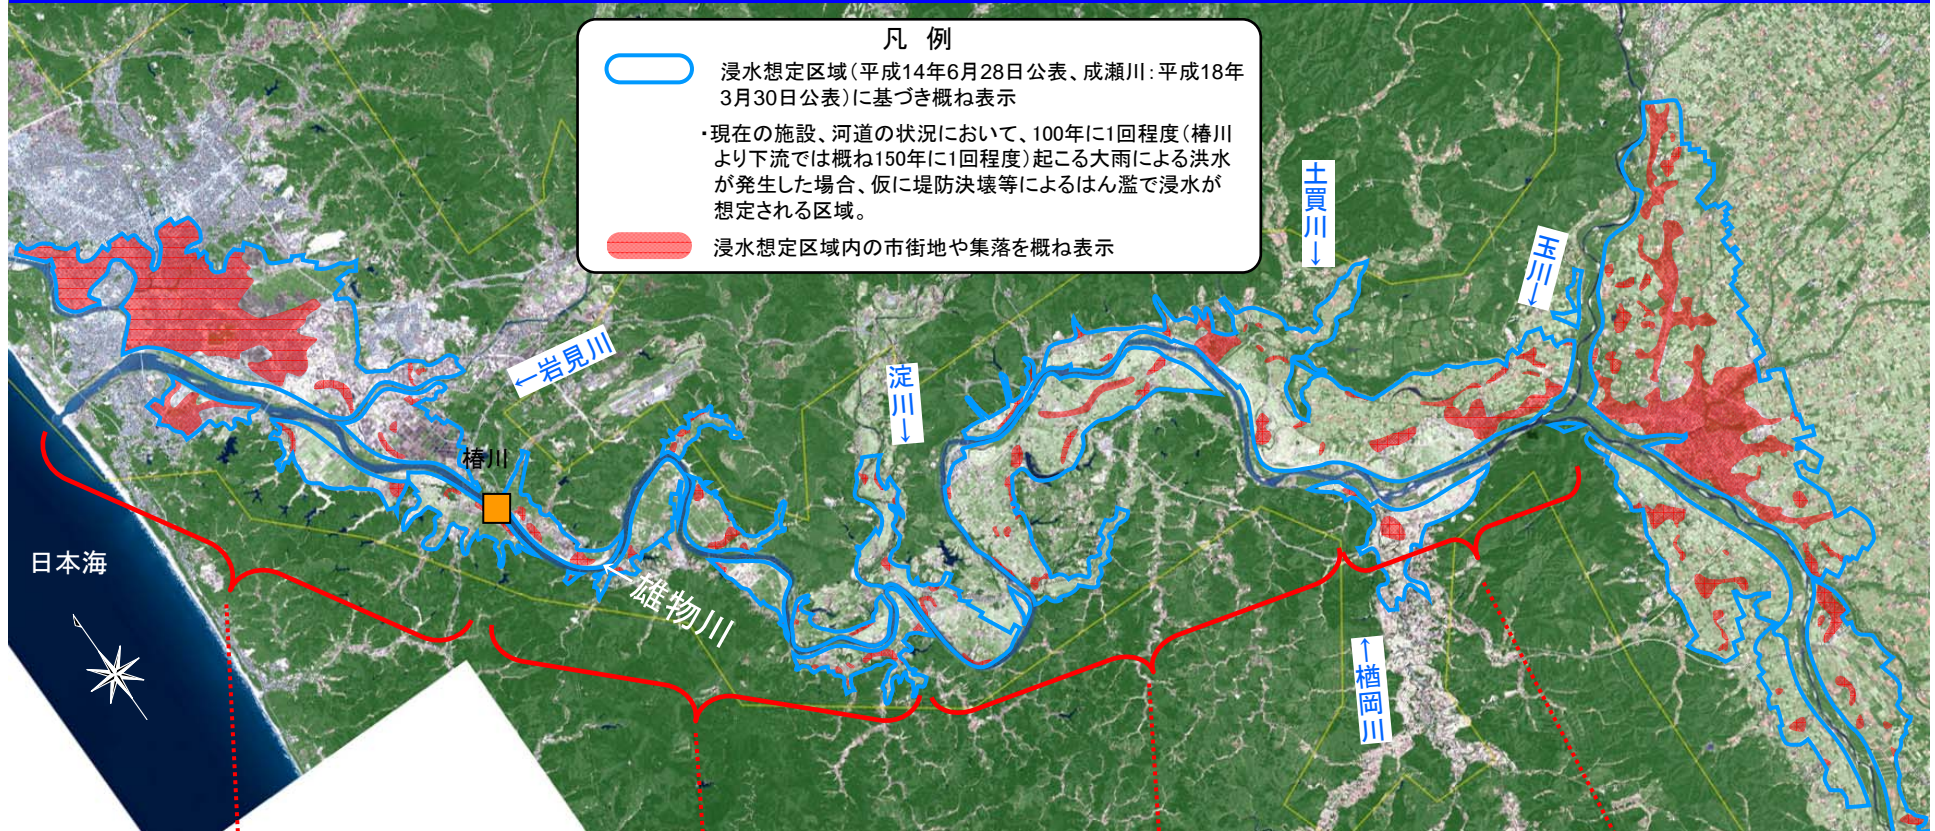 凡 例
浸水想定区域（平成14年6月28日公表、成瀬川：平成18年
3月30日公表）に基づき概ね表示
・現在の施設、河道の状況において、100年に1回程度（椿川
より下流では概ね150年に1回程度）起こる大雨による洪水
が発生した場合、仮に堤防決壊等によるはん濫で浸水が
想定される区域。
浸水想定区域内の市街地や集落を概ね表示
土買川→
玉川→
←岩見川
淀川→
椿川
日本海
←雄物川
←楢岡川